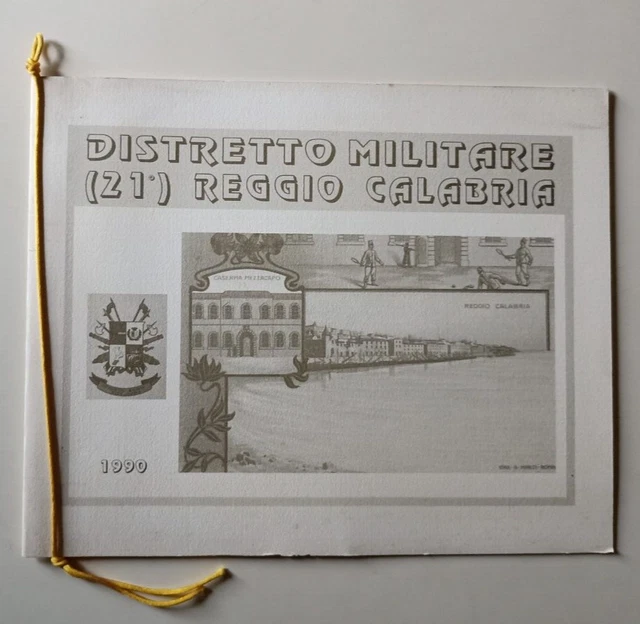 DISTRETTO MILITARE
(21°) REGGIO CALABRIA
CASERMA MEZZACAPO
REGGIO CALABRIA
1990